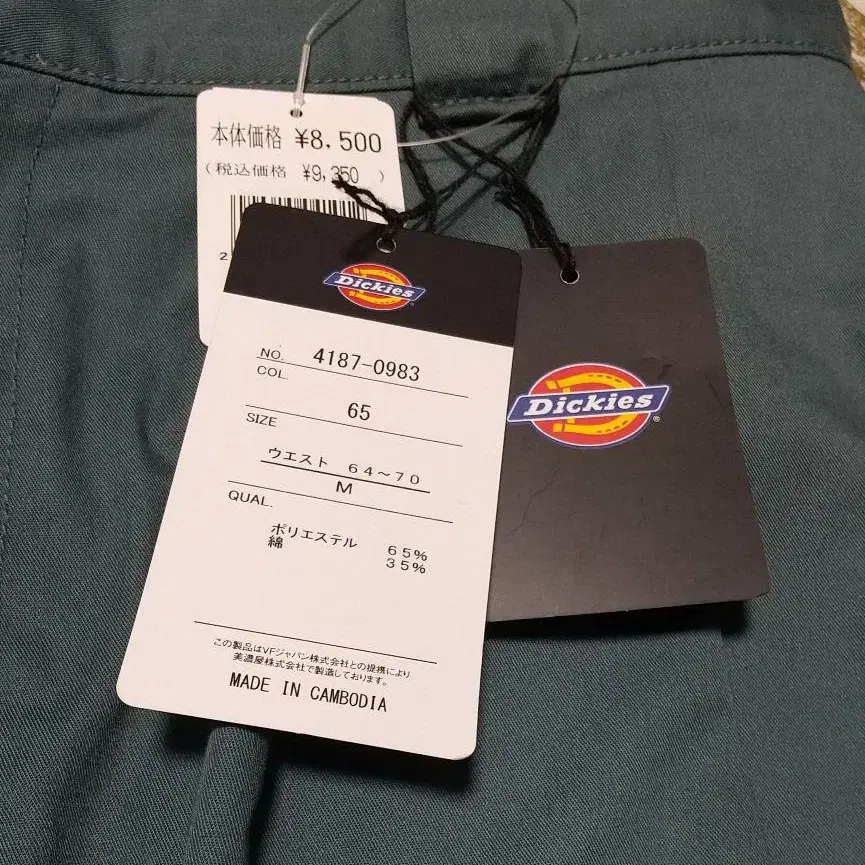 本体価格 ¥8,500
(税込価格 ¥9,350 )
2
Dickies
NO. 4187-0983
COL.
65
SIZE
ウエスト 64~70
M
QUAL.
ポリエステル 65%
綿 35%
この製品はVFジャパン株式会社との提携により
美濃屋株式会社で製造しております。
MADE IN CAMBODIA
Dickies